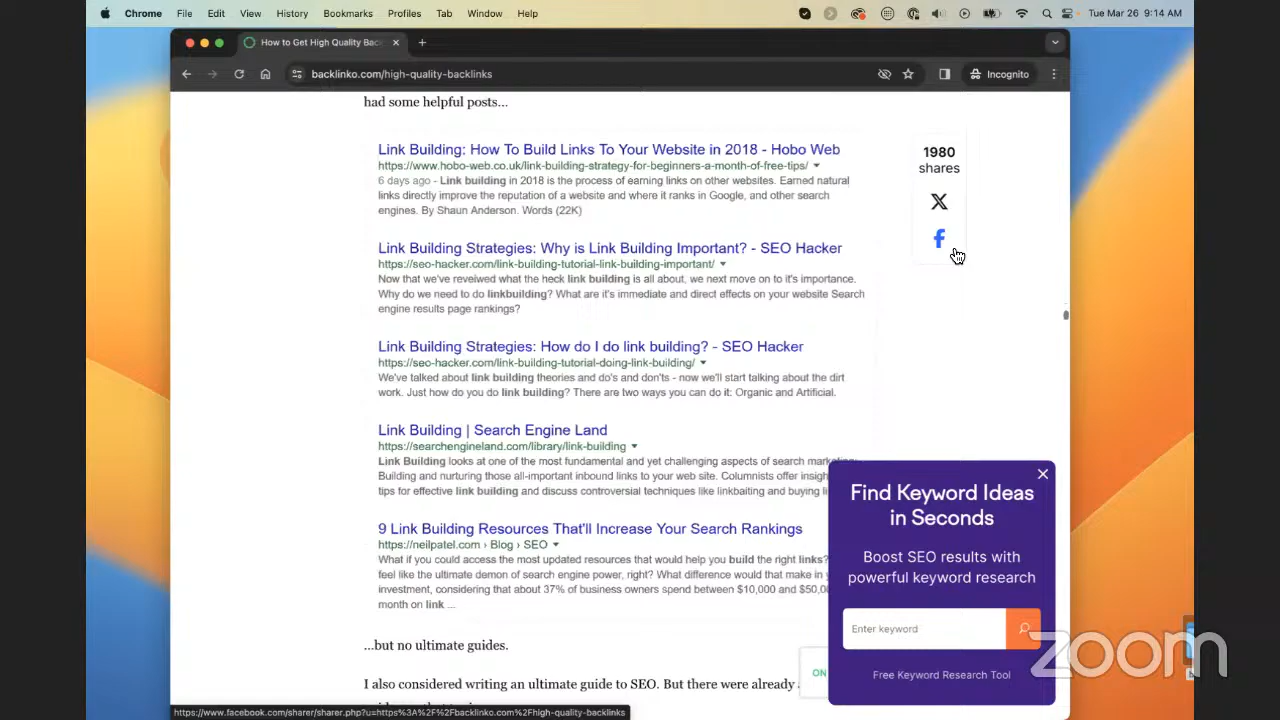 Chrome File Edit View History Bookmarks Profiles Tab Window Help Tue Mar 26 9:14 AM
How to Get High Quality Bac
backlinko.com/high-quality-backlinks Incognito
had some helpful posts...
Link Building: How To Build Links To Your Website in 2018 - Hobo Web
https://www.hobo-web.co.uk/link-building-strategy-for-beginners-a-month-of-free-tips/
6 days ago - Link building in 2018 is the process of earning links on other websites. Earned natural
links directly improve the reputation of a website and where it ranks in Google, and other search
engines. By Shaun Anderson. Words (22K)
Link Building Strategies: Why is Link Building Important? - SEO Hacker
https://seo-hacker.com/link-building-tutorial-link-building-important/
Now that we've reveiwed what the heck link building is all about, we next move on to it's importance.
Why do we need to do linkbuilding? What are it's immediate and direct effects on your website Search
engine results page rankings?
Link Building Strategies: How do I do link building? - SEO Hacker
https://seo-hacker.com/link-building-tutorial-doing-link-building/
We've talked about link building theories and do's and don'ts - now we'll start talking about the dirt
work. Just how do you do link building? There are two ways you can do it: Organic and Artificial.
Link Building | Search Engine Land
https://searchengineland.com/library/link-building
Link Building looks at one of the most fundamental and yet challenging aspects of search
Building and nurturing those all-important inbound links to your web site. Columnists offer
tips for effective link building and discuss controversial techniques like linkbaiting and buying
9 Link Building Resources That'll Increase Your Search Rankings
https://neilpatel.com › Blog › SEO
What if you could access the most updated resources that would help you build the right links?
feel like the ultimate demon of search engine power, right? What difference would that make in
investment, considering that about 37% of business owners spend between $10,000 and
month on link ...
...but no ultimate guides.
I also considered writing an ultimate guide to SEO. But there were already
1980
shares
Find Keyword Ideas
in Seconds
Boost SEO results with
powerful keyword research
Enter keyword
Free Keyword Research Tool
ON
zoom
https://www.facebook.com/sharer/sharer.php?u=https%3A%2F%2Fbacklinko.com%2Fhigh-quality-backlinks